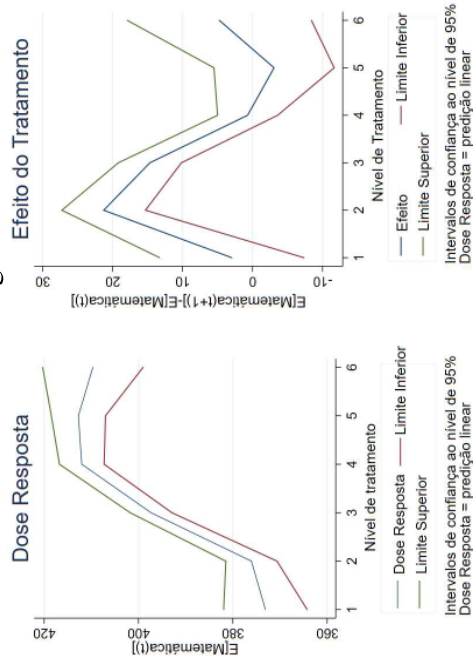 Dose Resposta
E[Matemática(t)]
420
400
380
360
1 2 3 4 5 6
Nível de tratamento
Dose Resposta Limite Inferior
Limite Superior
Intervalos de confiança ao nível de 95%
Dose Resposta = predição linear
Efeito do Tratamento
E[Matemática(t+1)]-E[Matemática(t)]
30
20
10
0
-10
1 2 3 4 5 6
Nível de Tratamento
Efeito Limite Inferior
Limite Superior
Intervalos de confiança ao nível de 95%
Dose Resposta = predição linear